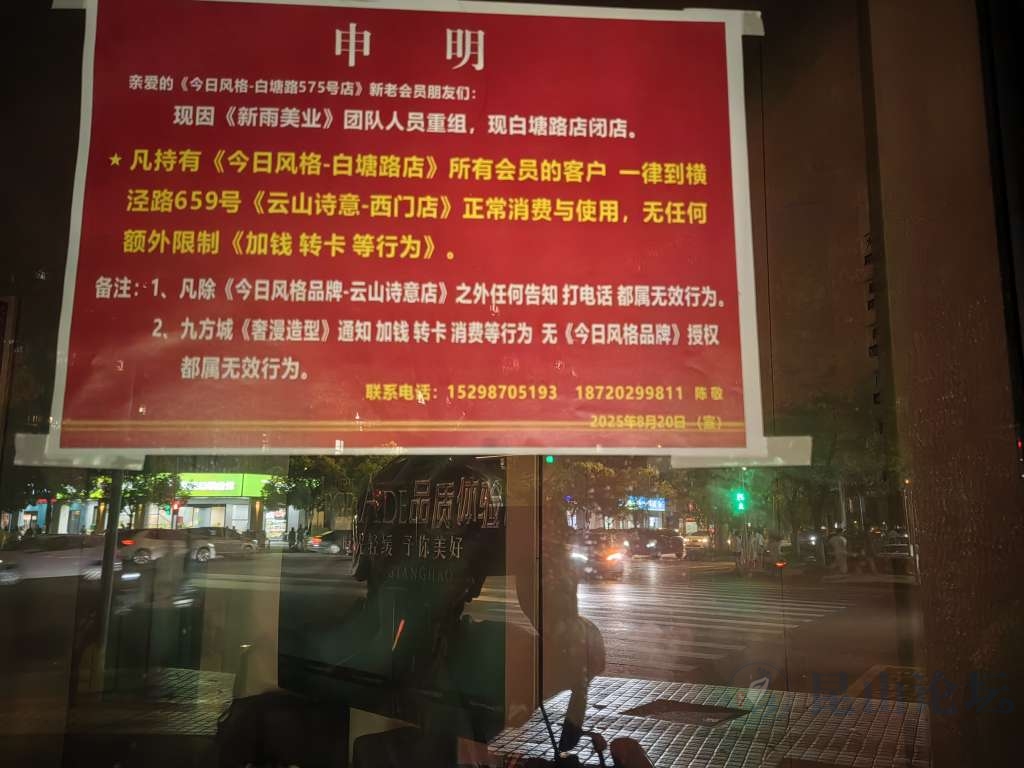 申 明
亲爱的《今日风格-白塘路575号店》新老会员朋友们：
现因《新雨美业》团队人员重组，现白塘路店闭店。
★凡持有《今日风格-白塘路店》所有会员的客户 一律到横
泾路659号《云山诗意-西门店》正常消费与使用，无任何
额外限制《加钱 转卡 等行为》。
备注：1、凡除《今日风格品牌-云山诗意店》之外任何告知 打电话 都属无效行为。
2、九方城《奢漫造型》通知 加钱 转卡 消费等行为 无《今日风格品牌》授权
都属无效行为。
联系电话：15298705193 18720299811 陈敬
2025年8月20日（宣）
品质体验
予你美好